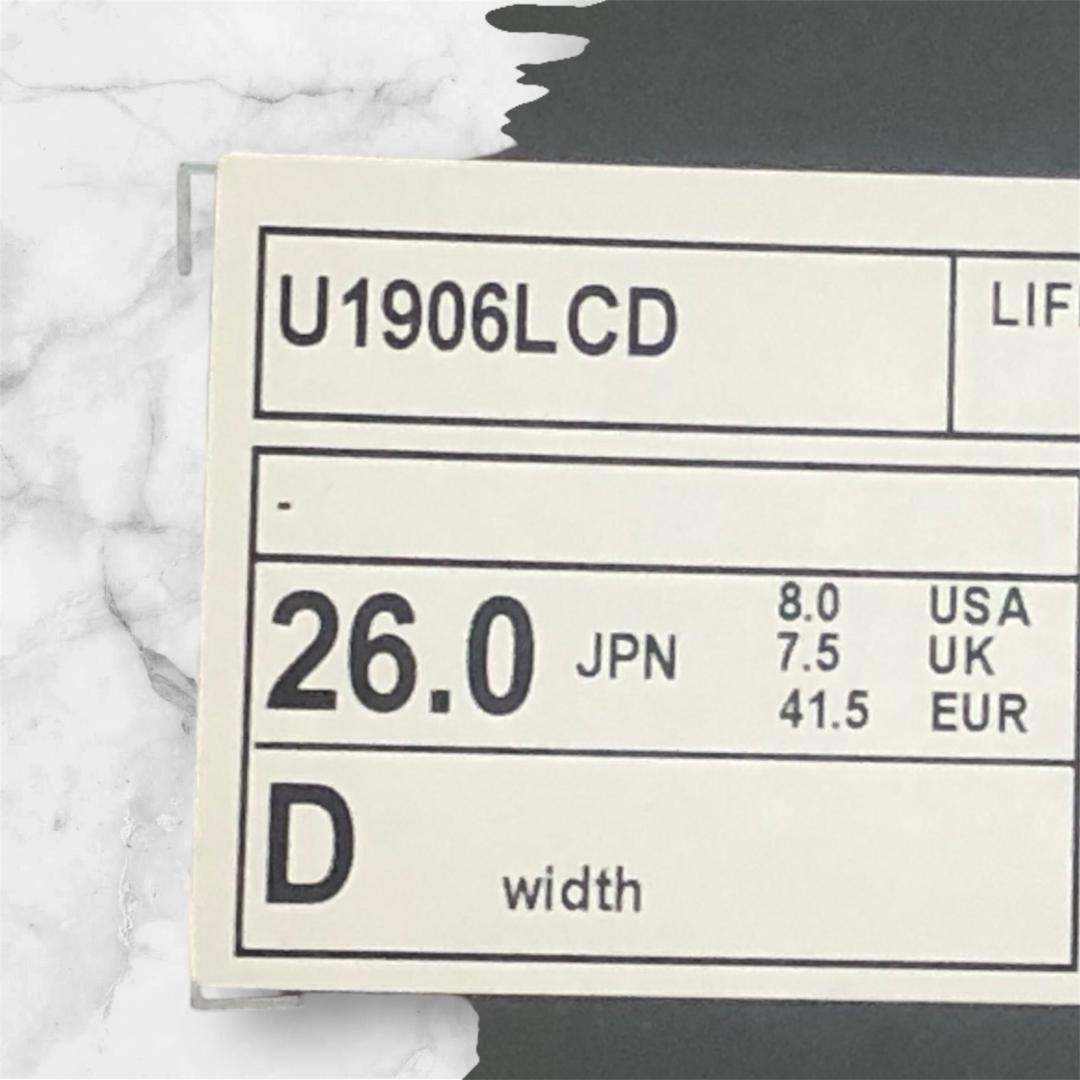 U1906LCD
LIF
-
26.0 JPN
8.0 USA
7.5 UK
41.5 EUR
D width